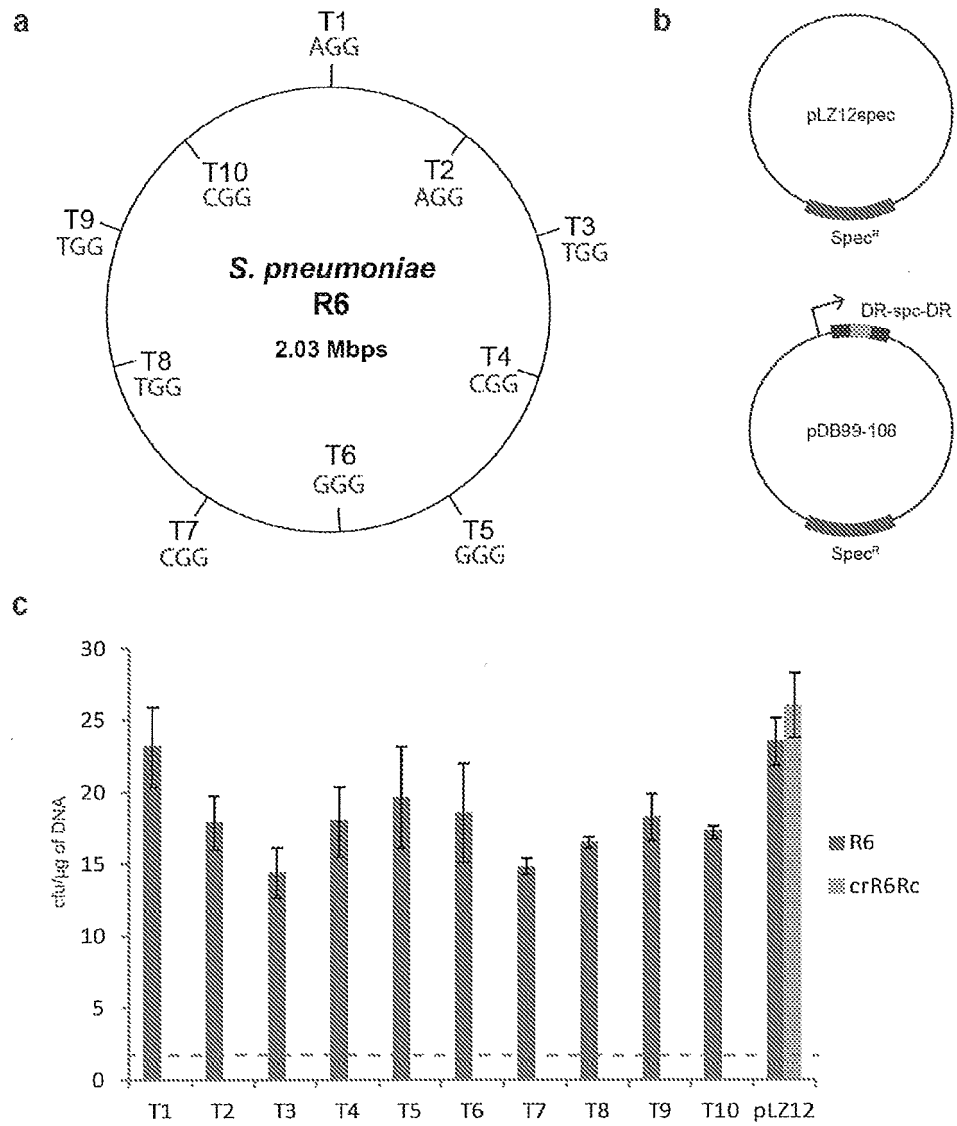 a
T1
AGG
T2
AGG
T3
TGG
T4
CGG
T5
GGG
T6
GGG
T7
CGG
T8
TGG
T9
TGG
T10
CGG
S. pneumoniae
R6
2.03 Mbps
b
pLZ12spec
Spec^R
DR-spc-DR
pDB99-108
Spec^R
c
cfu/μg of DNA
30
25
20
15
10
5
0
T1 T2 T3 T4 T5 T6 T7 T8 T9 T10 pLZ12
R6
crR6Rc